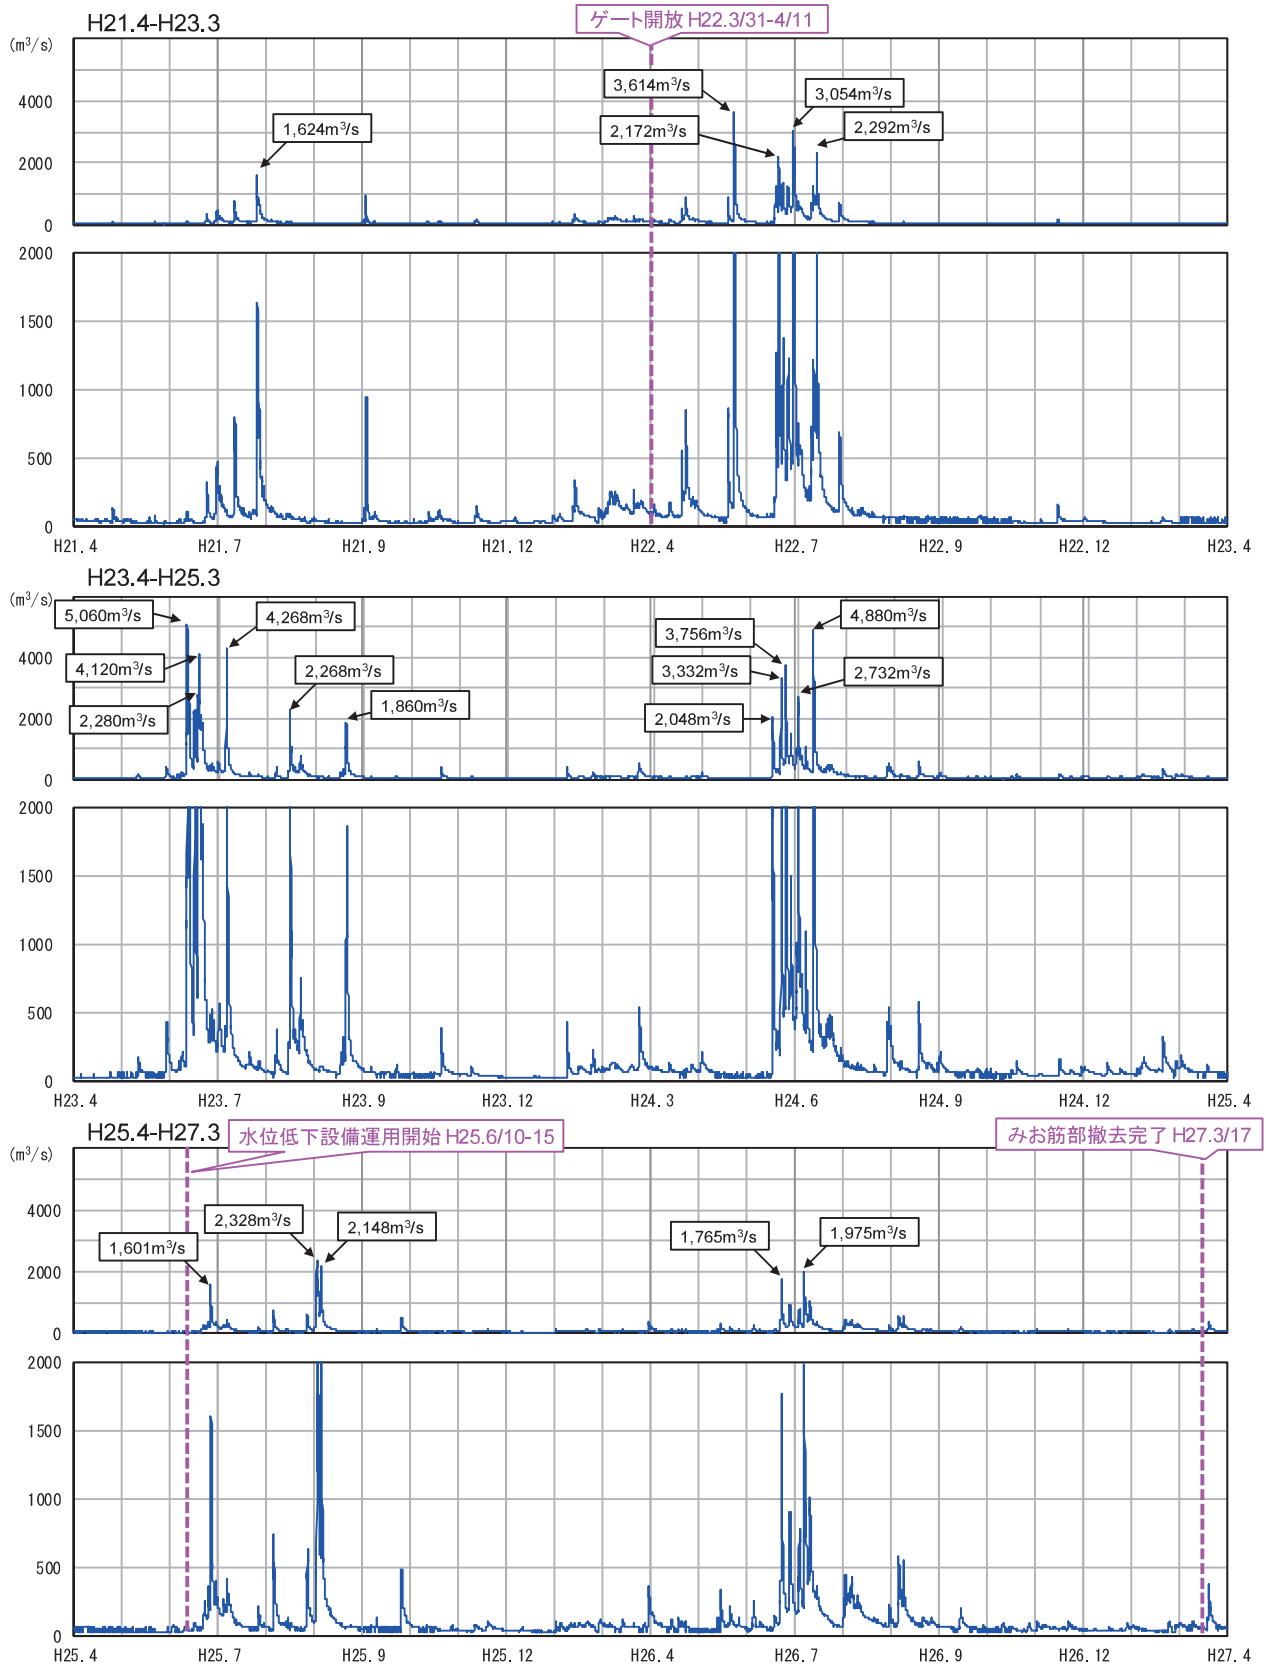 H21.4-H23.3
ゲート開放 H22.3/31-4/11
(m³/s)
3,614m³/s
3,054m³/s
4000
1,624m³/s
2,172m³/s
2,292m³/s
2000
0
2000
1500
1000
500
0
H21.4 H21.7 H21.9 H21.12 H22.4 H22.7 H22.9 H22.12 H23.4
H23.4-H25.3
(m³/s)
5,060m³/s
4,268m³/s
4,880m³/s
3,756m³/s
4000
4,120m³/s
2,268m³/s
3,332m³/s
2,732m³/s
1,860m³/s
2,280m³/s
2,048m³/s
2000
0
2000
1500
1000
500
0
H23.4 H23.7 H23.9 H23.12 H24.3 H24.6 H24.9 H24.12 H25.4
H25.4-H27.3
水位低下設備運用開始 H25.6/10-15
みお筋部撤去完了 H27.3/17
(m³/s)
4000
2,328m³/s
2,148m³/s
1,765m³/s
1,975m³/s
1,601m³/s
2000
0
2000
1500
1000
500
0
H25.4 H25.7 H25.9 H25.12 H26.4 H26.7 H26.9 H26.12 H27.4